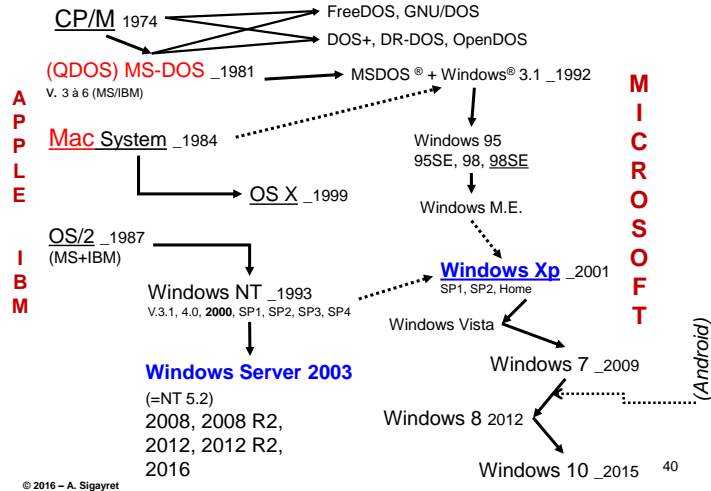 CP/M _1974
FreeDOS, GNU/DOS
DOS+, DR-DOS, OpenDOS
(QDOS) MS-DOS _1981
V. 3 à 6 (MS/IBM)
MSDOS ® + Windows® 3.1 _1992
APPLE
IBM
MICROSOFT
Mac System _1984
Windows 95
95SE, 98, 98SE
OS X _1999
Windows M.E.
OS/2 _1987
(MS+IBM)
Windows Xp _2001
SP1, SP2, Home
Windows NT _1993
V.3.1, 4.0, 2000, SP1, SP2, SP3, SP4
Windows Vista
Windows 7 _2009
(Android)
Windows Server 2003
(=NT 5.2)
2008, 2008 R2,
2012, 2012 R2,
2016
Windows 8 2012
Windows 10 _2015
40
© 2016 – A. Sigayret